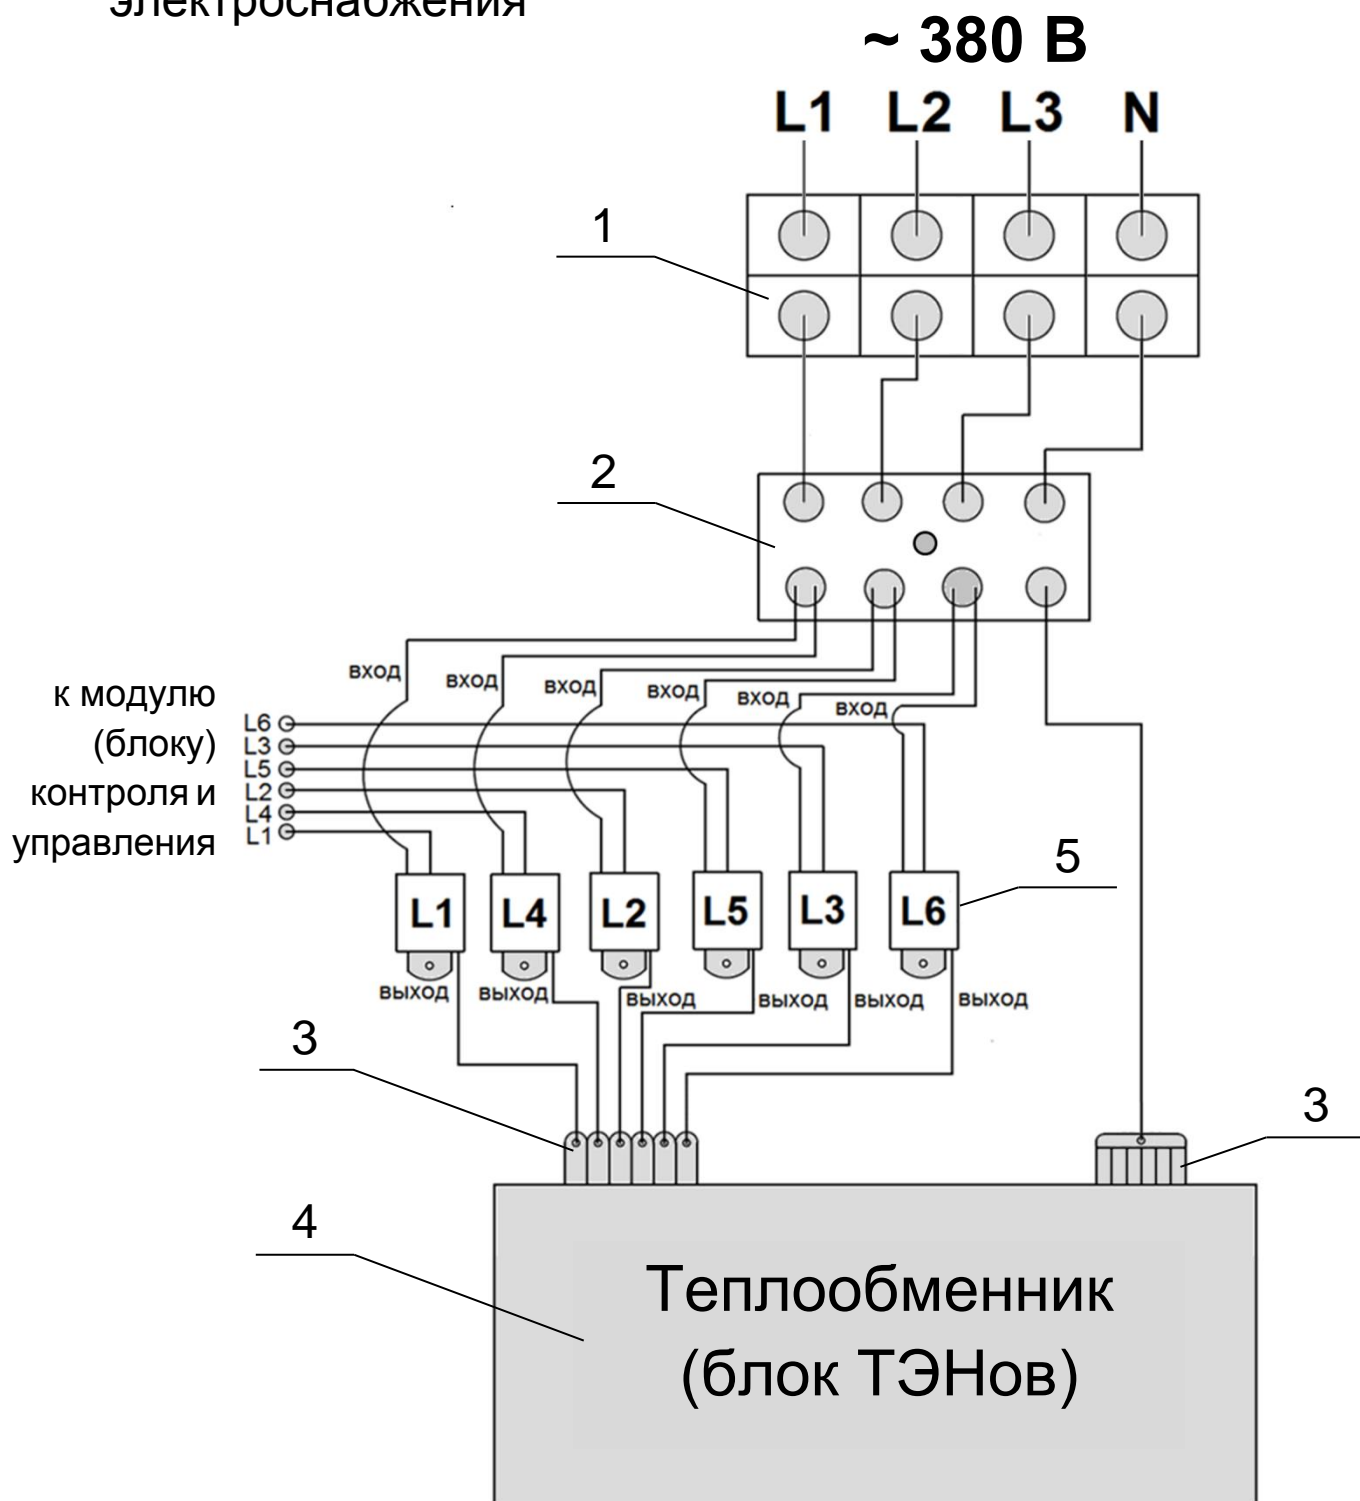 электроснабжения
~ 380 В
L1 L2 L3 N
1
2
вход вход вход вход вход вход
к модулю
(блоку)
контроля и
управления
L6
L3
L5
L2
L4
L1
5
L1 L4 L2 L5 L3 L6
выход выход выход выход выход выход
3
3
4
Теплообменник
(блок ТЭНов)